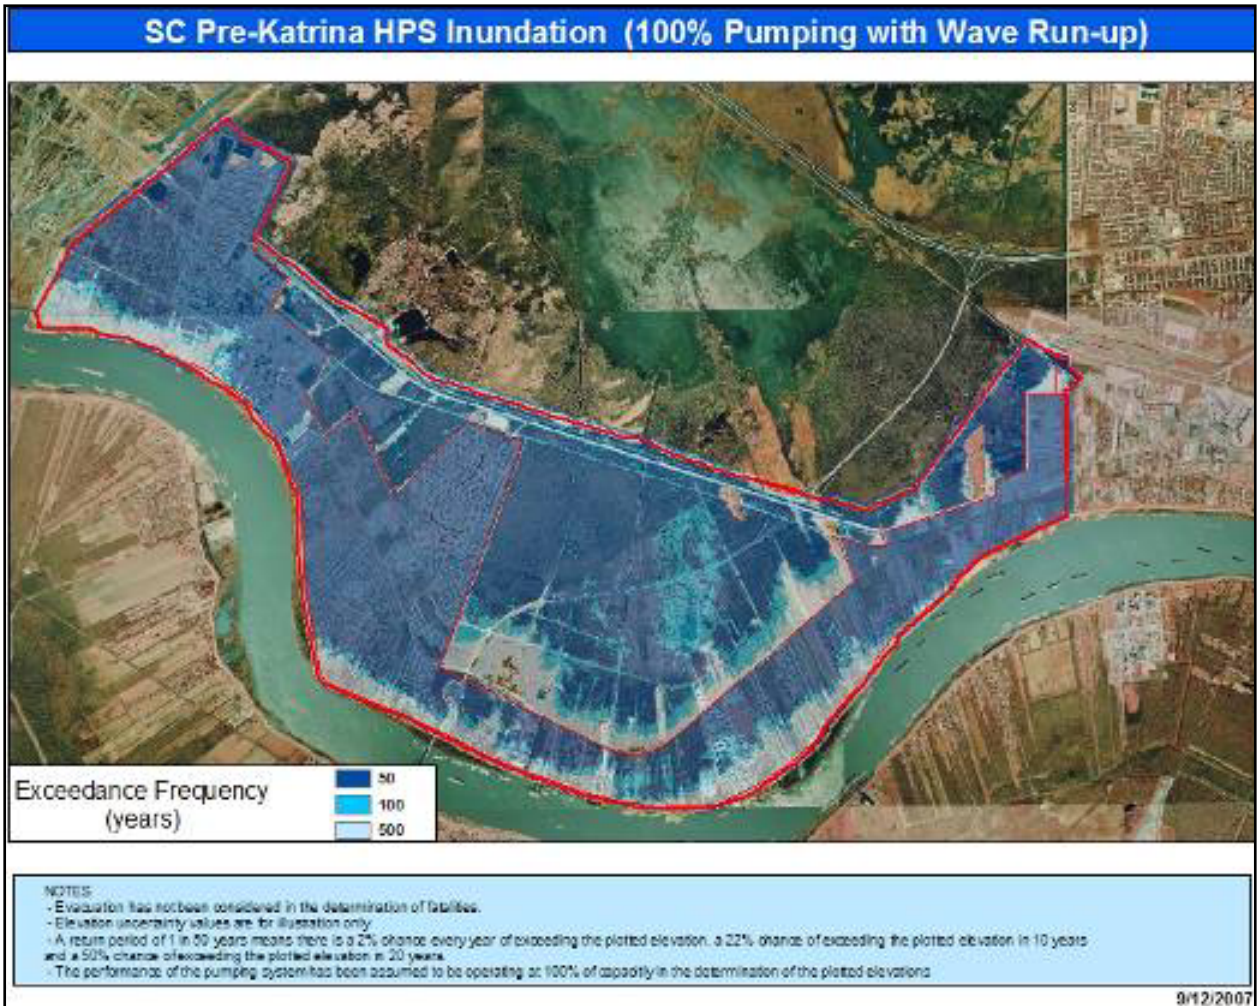 SC Pre-Katrina HPS Inundation (100% Pumping with Wave Run-up)
Exceedance Frequency
(years)
50
100
500
NOTES
- Evacuation has not been considered in the determination of fatalities.
- Elevation uncertainty values are for illustration only
- A return period of 1 in 50 years means there is a 2% chance every year of exceeding the plotted elevation, a 22% chance of exceeding the plotted elevation in 10 years
and a 50% chance of exceeding the plotted elevation in 20 years.
- The performance of the pumping system has been assumed to be operating at 100% of capacity in the determination of the plotted elevations
9/12/2007